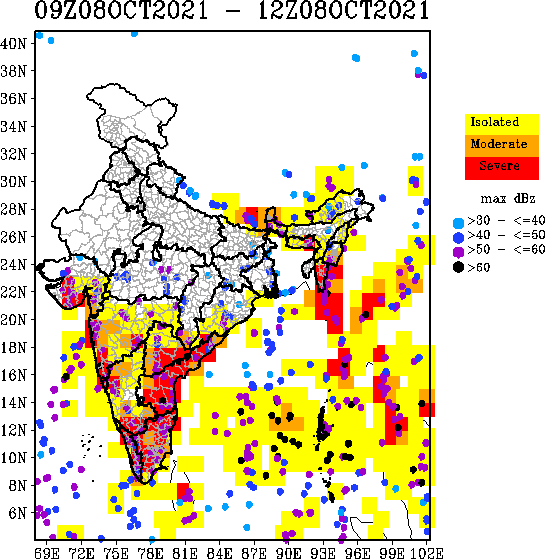 09Z08OCT2021 - 12Z08OCT2021
40N
38N
36N
34N
32N
30N
28N
26N
24N
22N
20N
18N
16N
14N
12N
10N
8N
6N
69E 72E 75E 78E 81E 84E 87E 90E 93E 96E 99E 102E
Isolated
Moderate
Severe
max dBz
>30 - <=40
>40 - <=50
>50 - <=60
>60